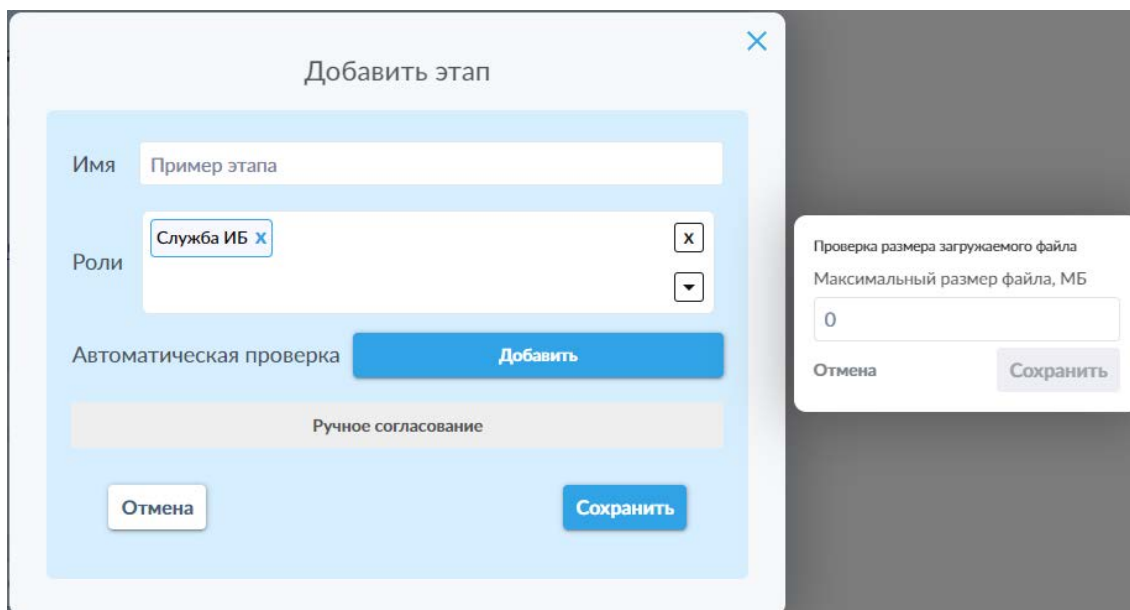 Добавить этап
Имя
Пример этапа
Роли
Служба ИБ x
x
Автоматическая проверка
Добавить
Ручное согласование
Отмена
Сохранить
Проверка размера загружаемого файла
Максимальный размер файла, МБ
0
Отмена
Сохранить